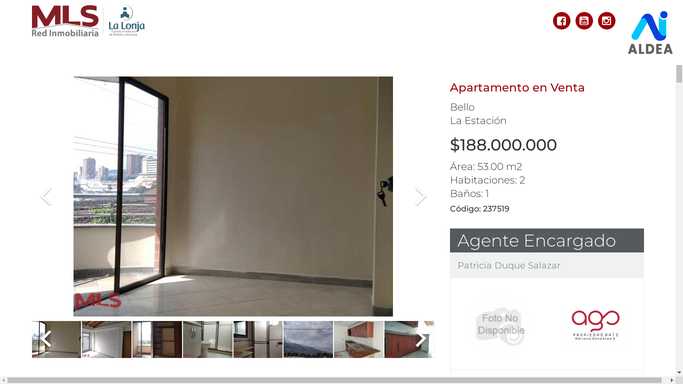 MLS
Red Inmobiliaria
La Lonja
ALDEA
Apartamento en Venta
Bello
La Estación
$188.000.000
Área: 53.00 m2
Habitaciones: 2
Baños: 1
Código: 237519
MLS
Agente Encargado
Patricia Duque Salazar
Foto No
Disponible
ago